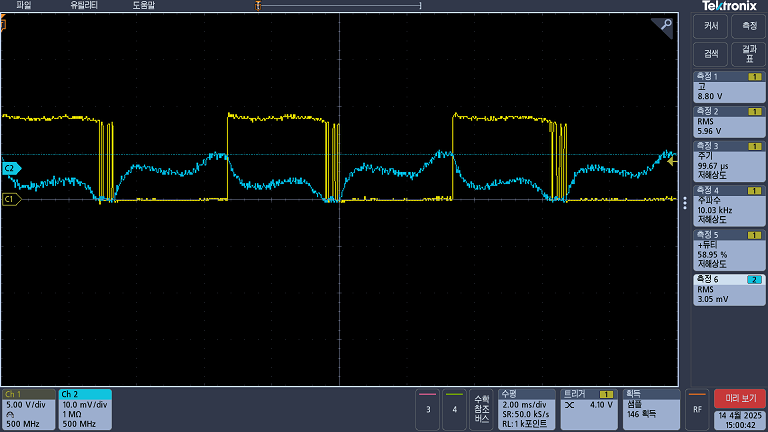 파일 유틸리티 도움말
Tektronix
커서 측정
검색 결과 표
측정 1 1
고
8.80 V
측정 2 1
RMS
5.96 V
측정 3 1
주기
99.67 µs
저해상도
측정 4 1
주파수
10.03 kHz
저해상도
측정 5 1
+듀티
58.95 %
저해상도
측정 6 2
RMS
3.05 mV
C2
C1
Ch 1
5.00 V/div
500 MHz
Ch 2
10.0 mV/div
1 MΩ
500 MHz
3
4
수학
참조
버스
수평
2.00 ms/div
SR: 50.0 kS/s
RL: 1 k포인트
트리거 1
4.10 V
획득
샘플
146 획득
RF
미리 보기
14 4월 2025
15:00:42